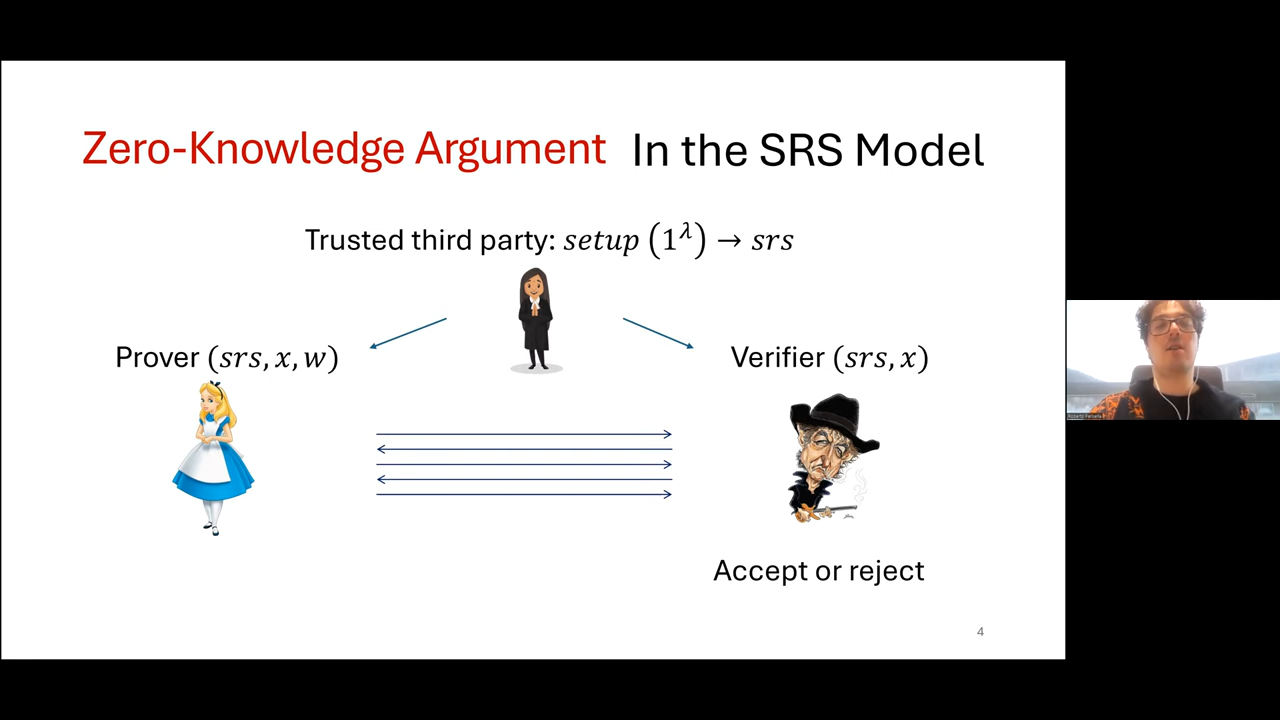 Zero-Knowledge Argument In the SRS Model
Trusted third party: 𝑠𝑒𝑡𝑢𝑝 (1^𝜆) → 𝑠𝑟𝑠
Prover (𝑠𝑟𝑠, 𝑥, 𝑤)
Verifier (𝑠𝑟𝑠, 𝑥)
Accept or reject
4